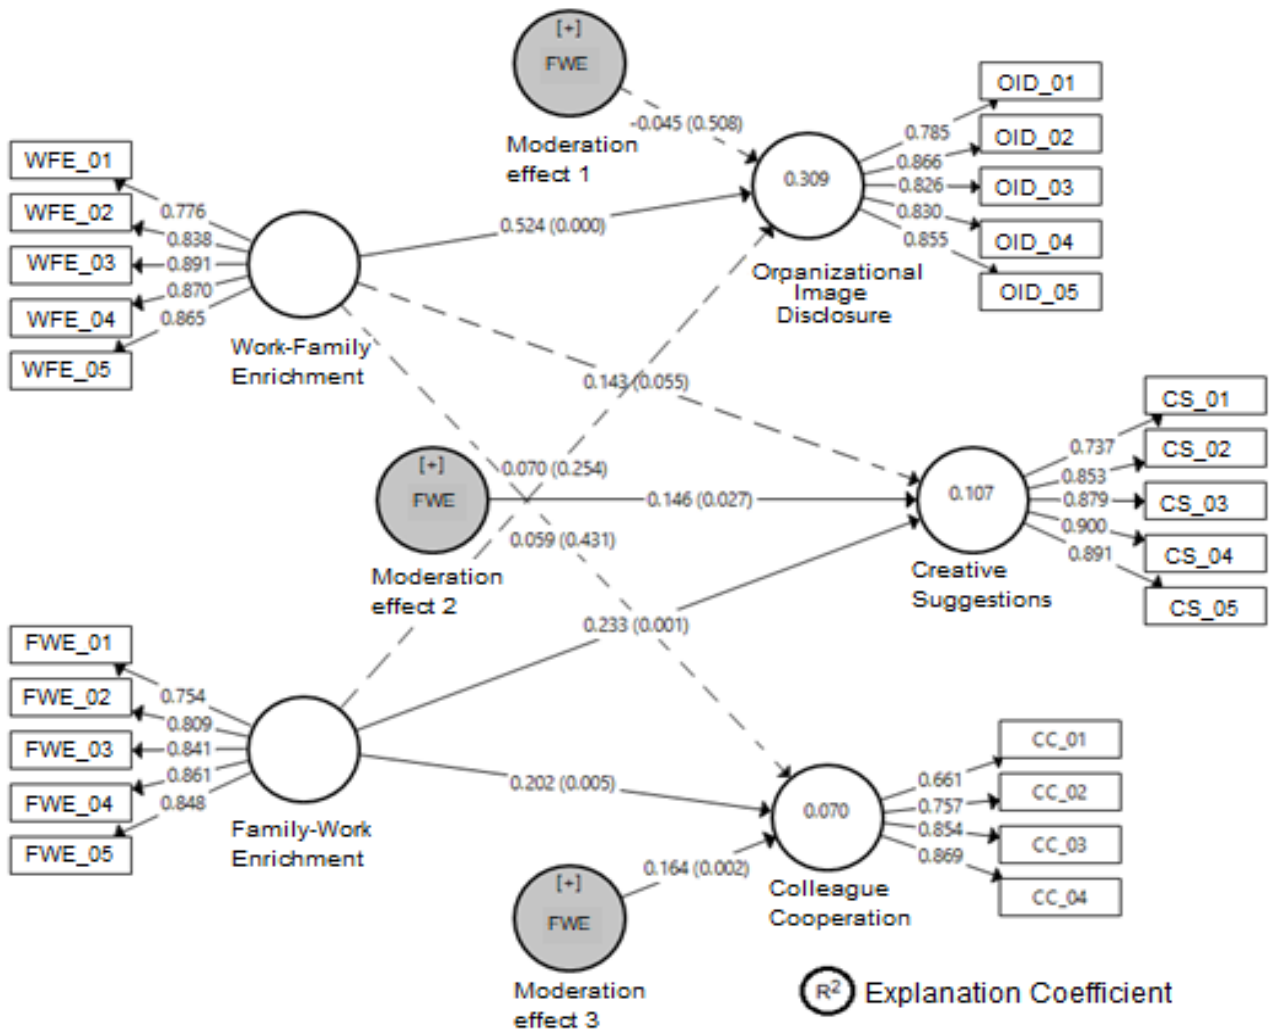 [+]
FWE
Moderation
effect 1
-0.045 (0.508)
OID_01
OID_02
OID_03
OID_04
OID_05
0.785
0.866
0.826
0.830
0.855
0.309
Orpanizational
Image
Disclosure
WFE_01
WFE_02
WFE_03
WFE_04
WFE_05
0.776
0.838
0.891
0.870
0.865
Work-Family
Enrichment
0.524 (0.000)
0.143 (0.055)
[+]
FWE
Moderation
effect 2
0.070 (0.254)
0.146 (0.027)
0.059 (0.431)
0.233 (0.001)
0.107
Creative
Suggestions
CS_01
CS_02
CS_03
CS_04
CS_05
0.737
0.853
0.879
0.900
0.891
FWE_01
FWE_02
FWE_03
FWE_04
FWE_05
0.754
0.809
0.841
0.861
0.848
Family-Work
Enrichment
0.202 (0.005)
0.164 (0.002)
0.070
Colleague
Cooperation
CC_01
CC_02
CC_03
CC_04
0.661
0.757
0.854
0.869
[+]
FWE
Moderation
effect 3
R² Explanation Coefficient